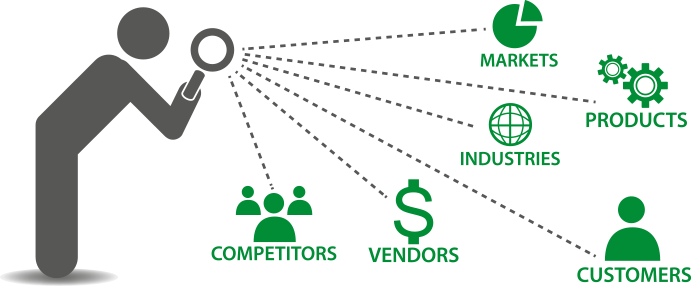 MARKETS
PRODUCTS
INDUSTRIES
COMPETITORS
VENDORS
CUSTOMERS